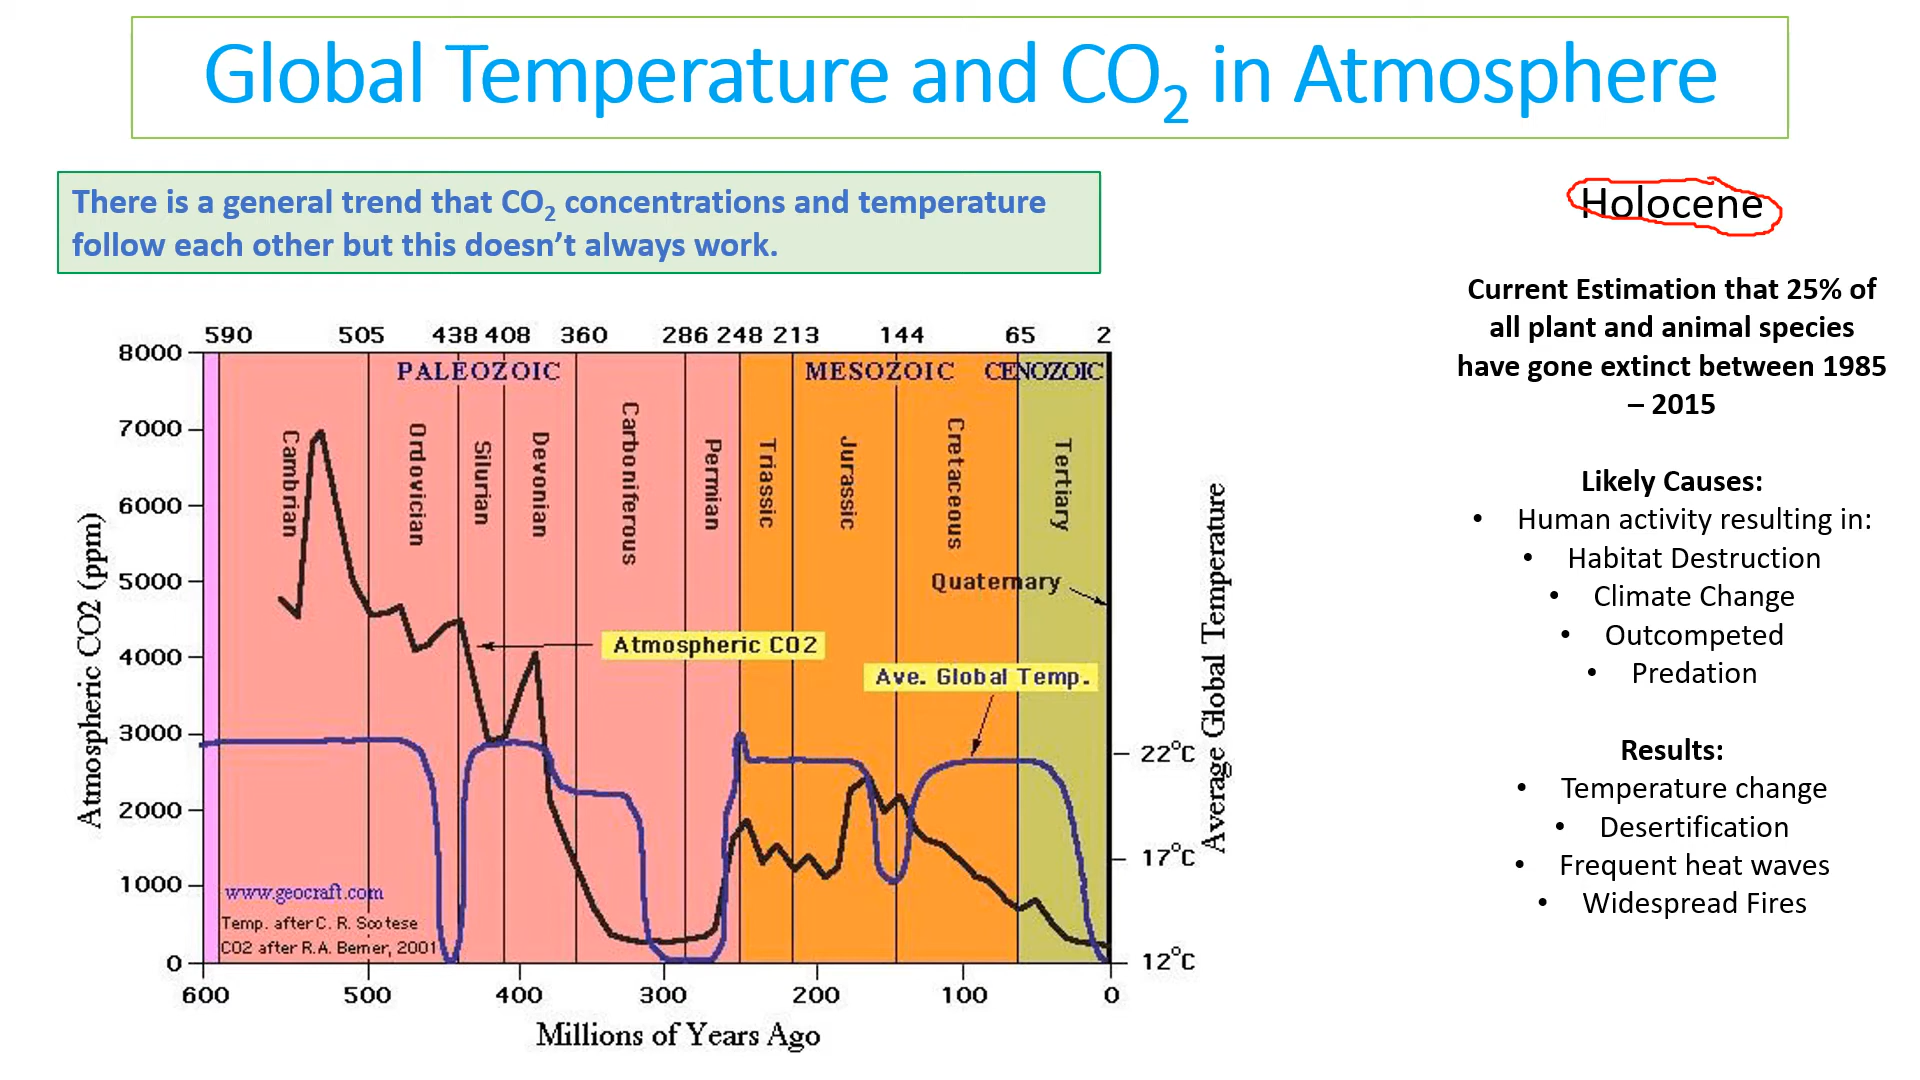 Global Temperature and CO₂ in Atmosphere
There is a general trend that CO₂ concentrations and temperature
follow each other but this doesn’t always work.
590 505 438 408 360 286 248 213 144 65 2
8000
7000
6000
5000
4000
3000
2000
1000
0
Atmospheric CO2 (ppm)
PALEOZOIC MESOZOIC CENOZOIC
Cambrian
Ordovician
Silurian
Devonian
Carboniferous
Permian
Triassic
Jurassic
Cretaceous
Tertiary
Quaternary
Atmospheric CO2
Ave. Global Temp.
www.geocraft.com
Temp. after C. R. Scotese
CO2 after R.A. Berner, 2001
22°C
17°C
12°C
Average Global Temperature
600 500 400 300 200 100 0
Millions of Years Ago
Holocene
Current Estimation that 25% of
all plant and animal species
have gone extinct between 1985
– 2015
Likely Causes:
• Human activity resulting in:
• Habitat Destruction
• Climate Change
• Outcompeted
• Predation
Results:
• Temperature change
• Desertification
• Frequent heat waves
• Widespread Fires